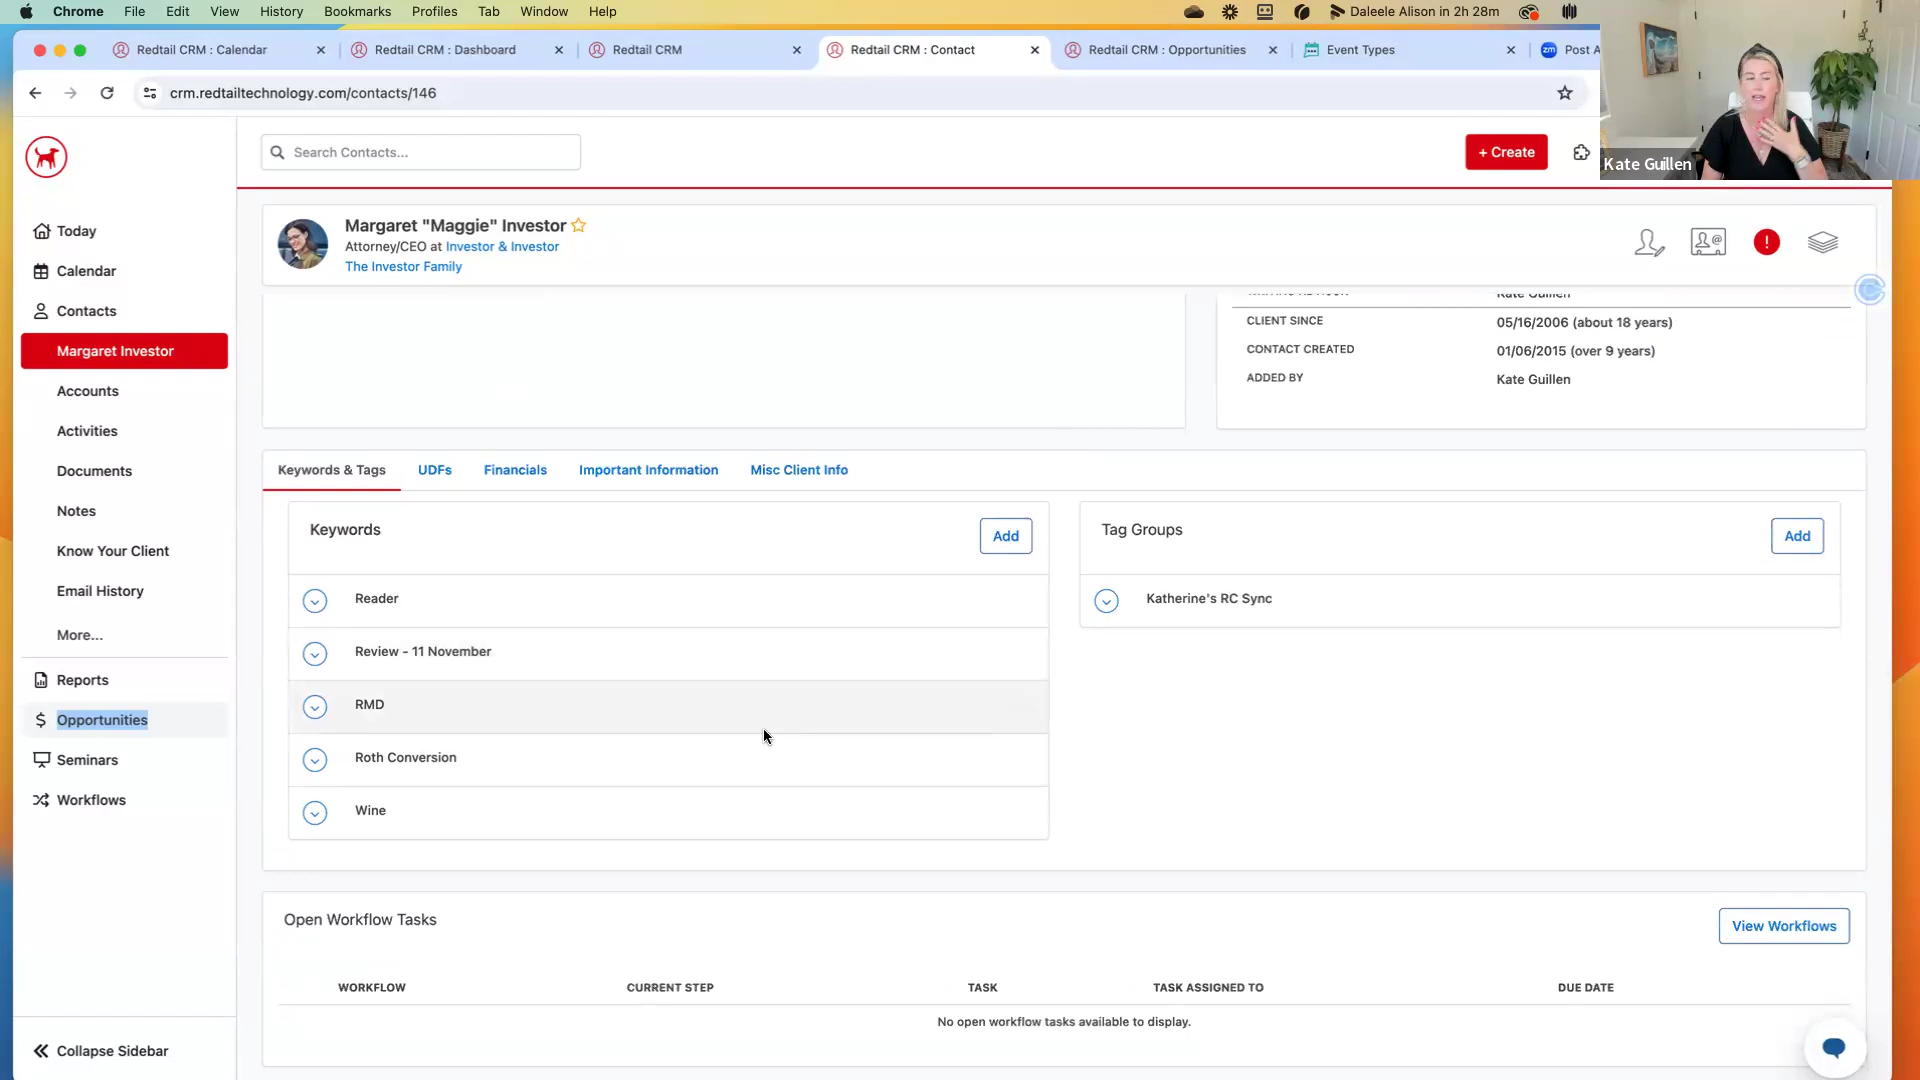 Chrome File Edit View History Bookmarks Profiles Tab Window Help
Daleele Alison in 2h 28m
Redtail CRM : Calendar
Redtail CRM : Dashboard
Redtail CRM
Redtail CRM : Contact
Redtail CRM : Opportunities
Event Types
zm Post A
crm.redtailtechnology.com/contacts/146
Kate Guillen
Search Contacts...
+ Create
Today
Calendar
Contacts
Margaret Investor
Accounts
Activities
Documents
Notes
Know Your Client
Email History
More...
Reports
Opportunities
Seminars
Workflows
Collapse Sidebar
Margaret "Maggie" Investor
Attorney/CEO at Investor & Investor
The Investor Family
Kate Guillen
CLIENT SINCE 05/16/2006 (about 18 years)
CONTACT CREATED 01/06/2015 (over 9 years)
ADDED BY Kate Guillen
Keywords & Tags UDFs Financials Important Information Misc Client Info
Keywords Add
Reader
Review - 11 November
RMD
Roth Conversion
Wine
Tag Groups Add
Katherine's RC Sync
Open Workflow Tasks View Workflows
WORKFLOW CURRENT STEP TASK TASK ASSIGNED TO DUE DATE
No open workflow tasks available to display.